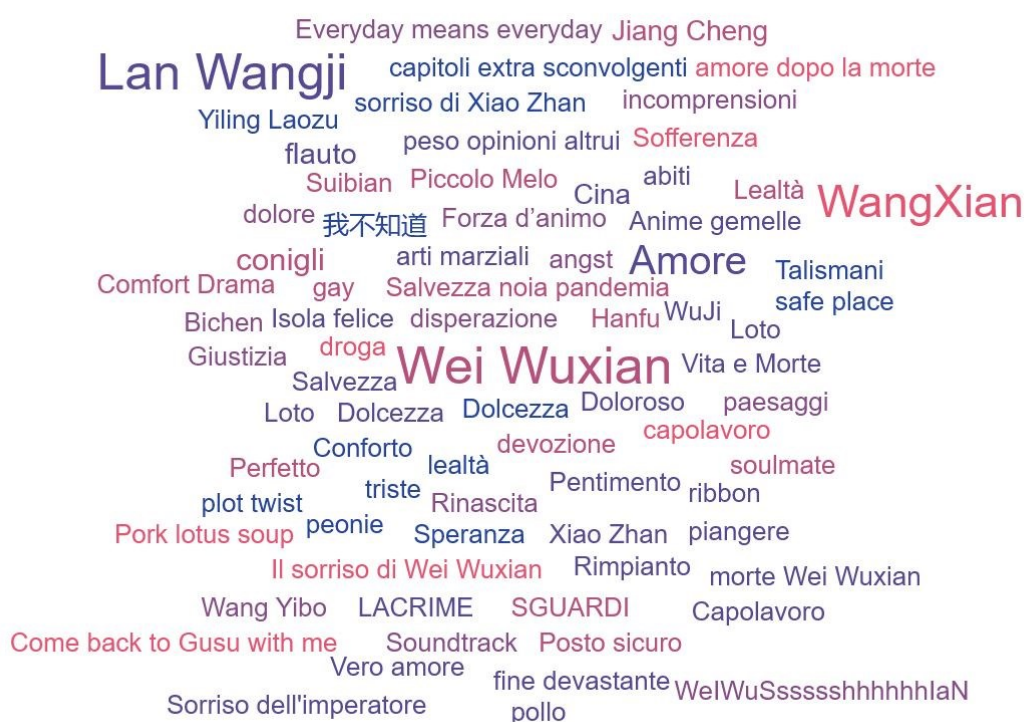 Everyday means everyday Jiang Cheng
Lan Wangji capitoli extra sconvolgenti amore dopo la morte
Yiling Laozu sorriso di Xiao Zhan incomprensioni
flauto peso opinioni altrui Sofferenza
Suibian Piccolo Melo Cina abiti Lealtà WangXian
dolore 我不知道 Forza d’animo Anime gemelle
conigli arti marziali angst Amore Talismani
Comfort Drama gay Salvezza noia pandemia safe place
Bichen Isola felice disperazione Hanfu WuJi Loto
Giustizia droga Wei Wuxian Vita e Morte
Salvezza
Loto Dolcezza Dolcezza Doloroso paesaggi
Conforto devozione capolavoro
Perfetto lealtà soulmate
plot twist triste Rinascita Pentimento ribbon
Pork lotus soup peonie Speranza Xiao Zhan piangere
Il sorriso di Wei Wuxian Rimpianto morte Wei Wuxian
Wang Yibo LACRIME SGUARDI Capolavoro
Come back to Gusu with me Soundtrack Posto sicuro
Vero amore fine devastante WeIWuSssssshhhhhhIaN
Sorriso dell'imperatore pollo